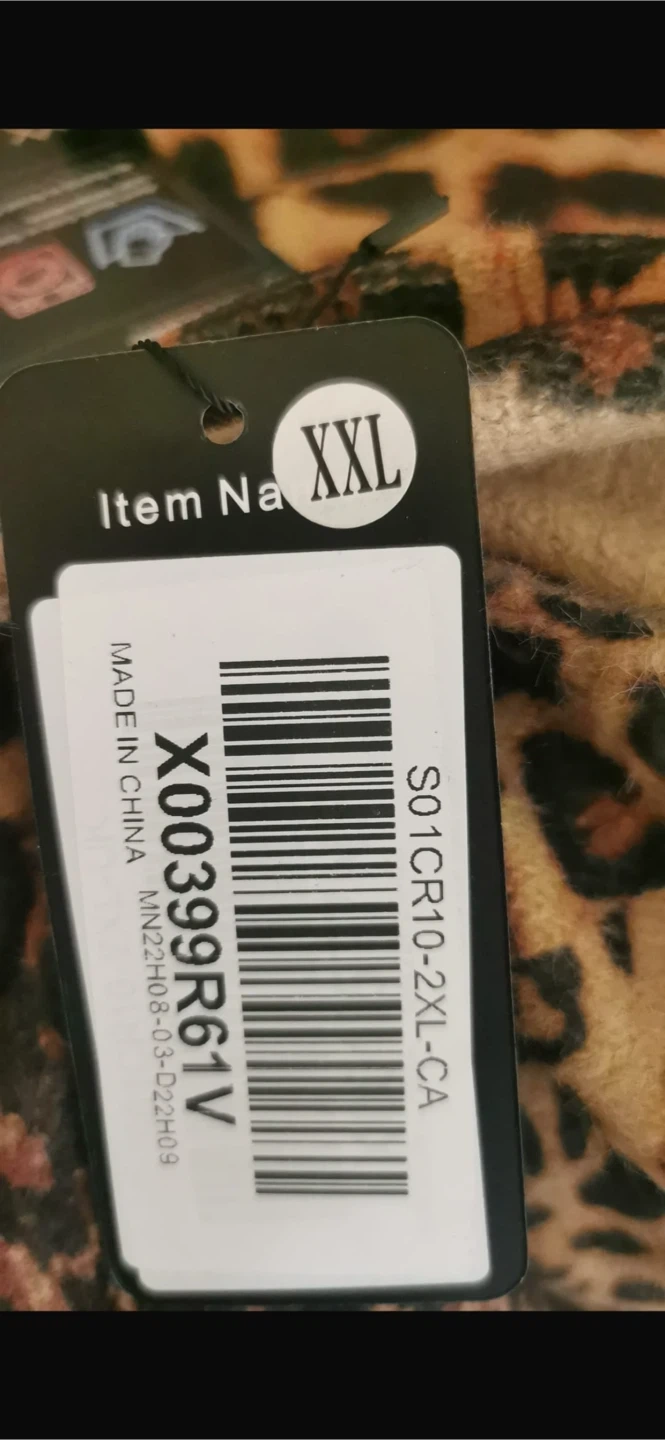 XXL
Item Na
S01CR10-2XL-CA
X00399R61V
MADE IN CHINA MN22H08-03-D22H09